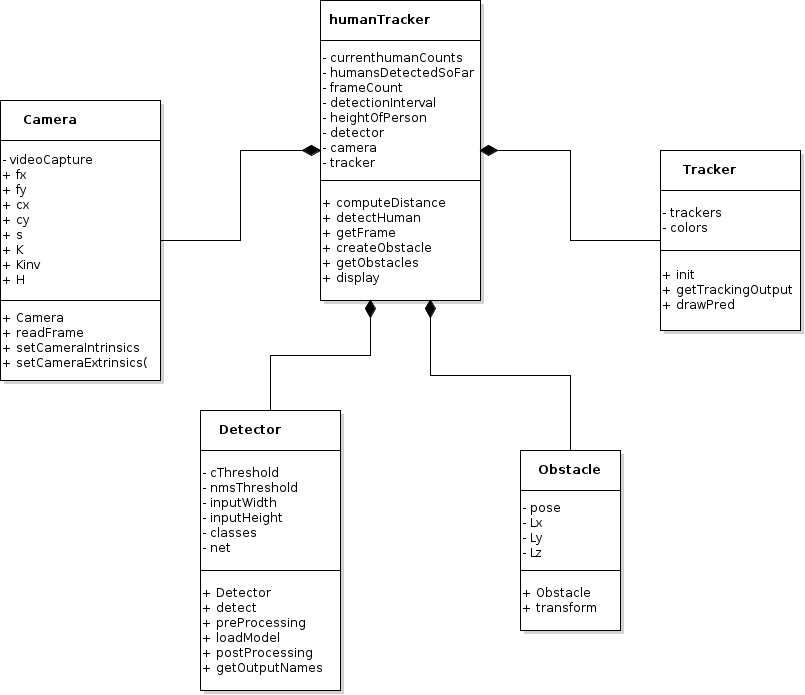 humanTracker
- currenthumanCounts
- humansDetectedSoFar
- frameCount
- detectionInterval
- heightOfPerson
- detector
- camera
- tracker
+ computeDistance
+ detectHuman
+ getFrame
+ createObstacle
+ getObstacles
+ display
Camera
- videoCapture
+ fx
+ fy
+ cx
+ cy
+ s
+ K
+ Kinv
+ H
+ Camera
+ readFrame
+ setCameraIntrinsics
+ setCameraExtrinsics(
Tracker
- trackers
- colors
+ init
+ getTrackingOutput
+ drawPred
Detector
- cThreshold
- nmsThreshold
- inputWidth
- inputHeight
- classes
- net
+ Detector
+ detect
+ preProcessing
+ loadModel
+ postProcessing
+ getOutputNames
Obstacle
- pose
- Lx
- Ly
- Lz
+ Obstacle
+ transform